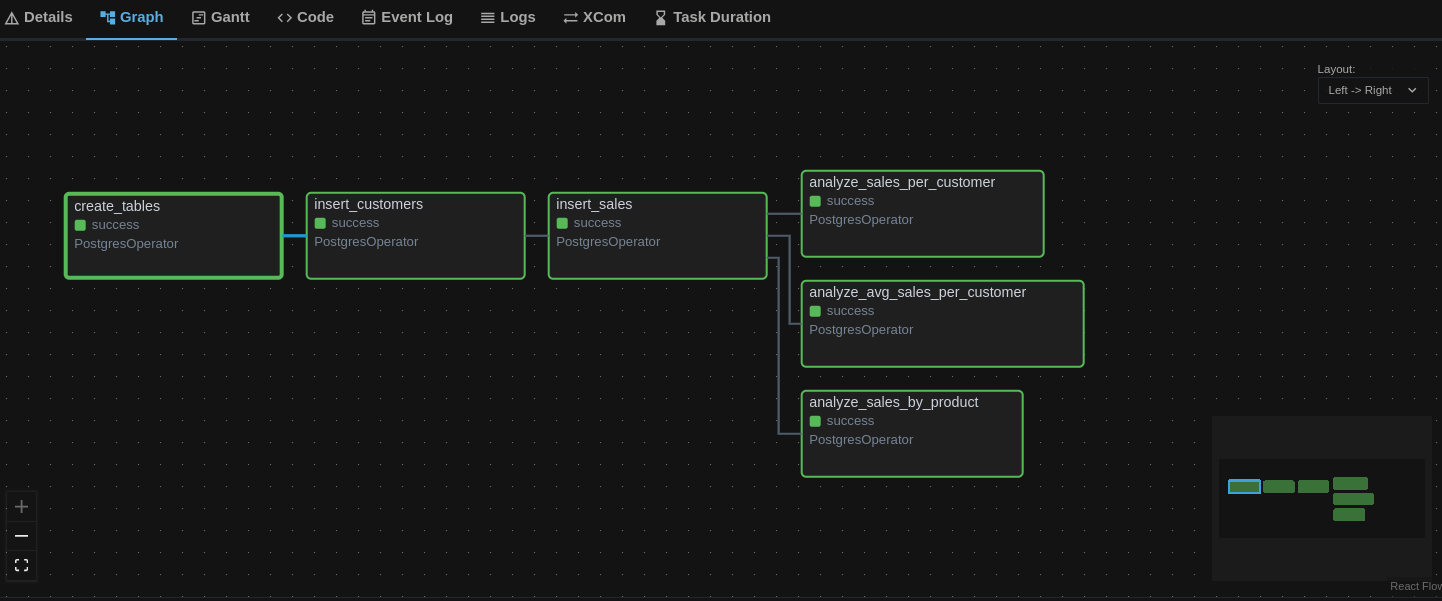 Details Graph Gantt Code Event Log Logs XCom Task Duration
Layout:
Left -> Right
create_tables
success
PostgresOperator
insert_customers
success
PostgresOperator
insert_sales
success
PostgresOperator
analyze_sales_per_customer
success
PostgresOperator
analyze_avg_sales_per_customer
success
PostgresOperator
analyze_sales_by_product
success
PostgresOperator
React Flow